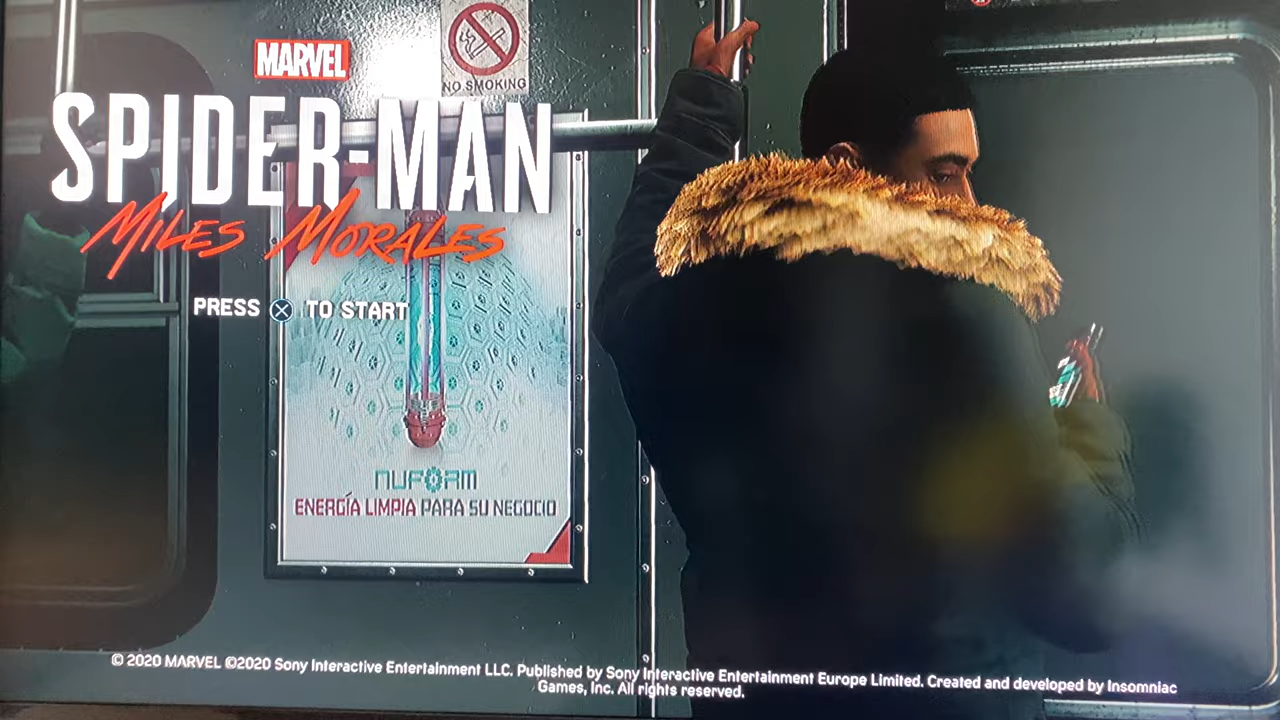 MARVEL
SPIDER-MAN
MILES MORALES
PRESS TO START
NO SMOKING
NUFORM
ENERGÍA LIMPIA PARA SU NEGOCIO
© 2020 MARVEL ©2020 Sony Interactive Entertainment LLC. Published by Sony Interactive Entertainment Europe Limited. Created and developed by Insomniac
Games, Inc. All rights reserved.